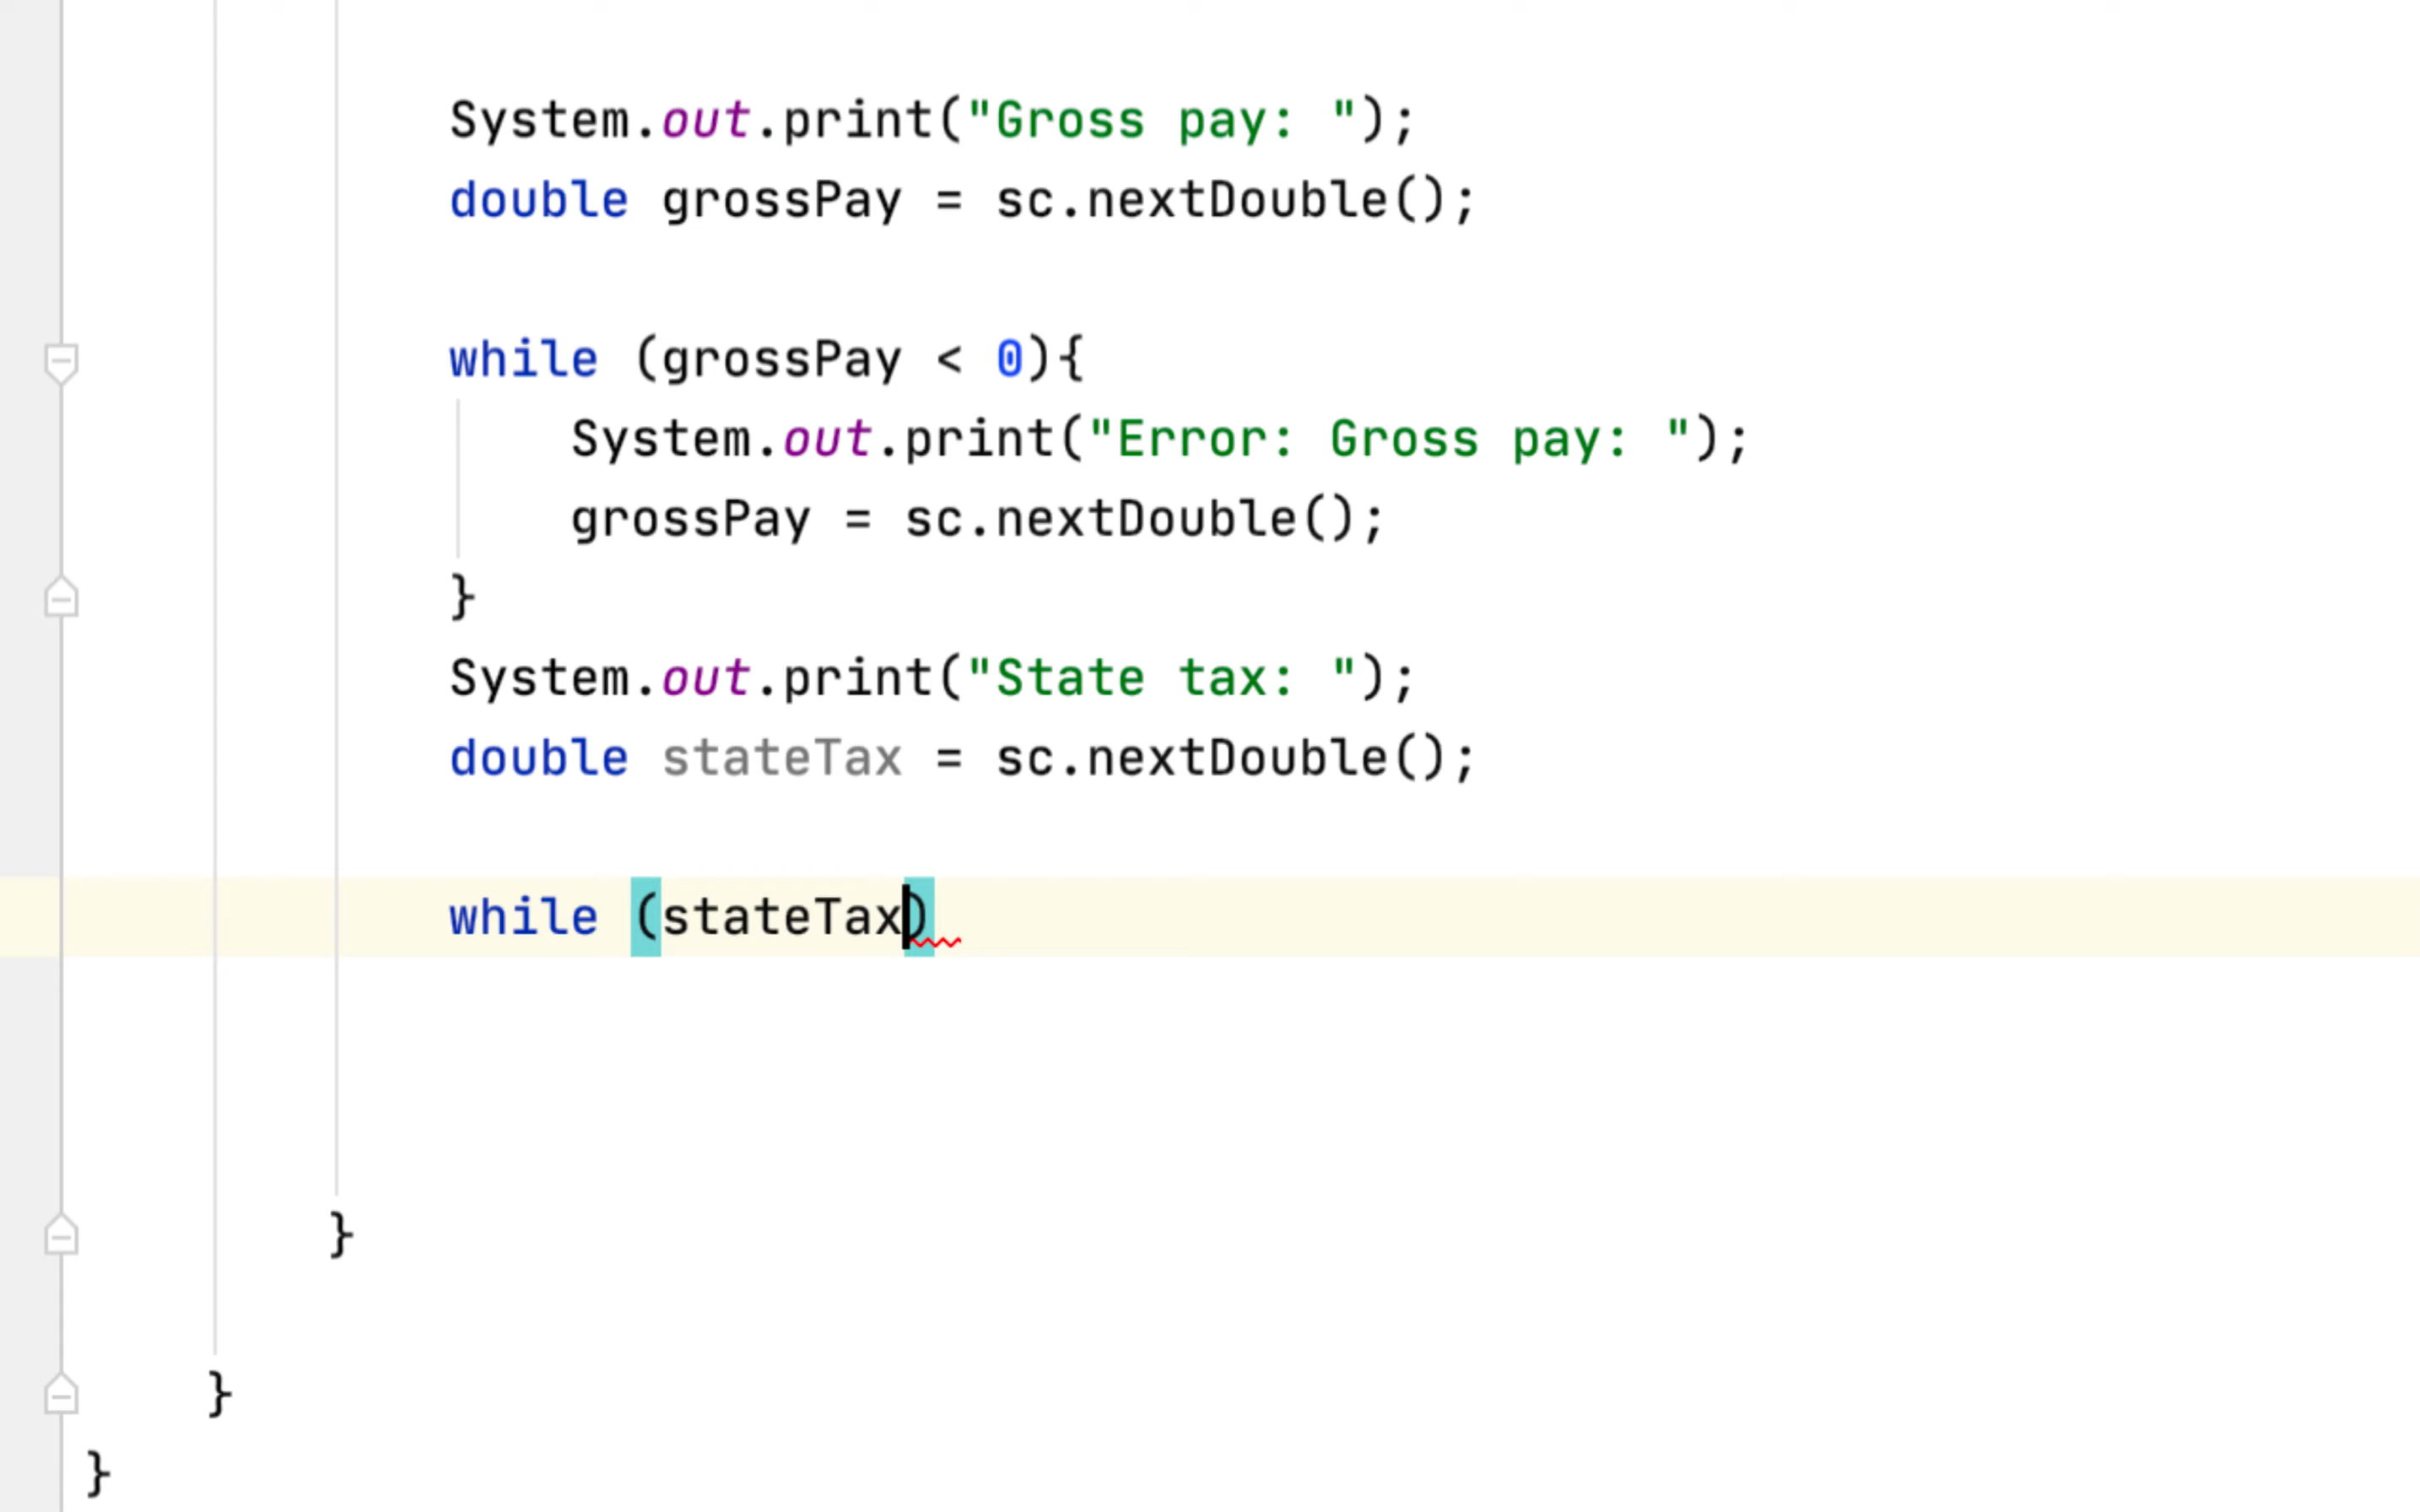 System.out.print("Gross pay: ");
double grossPay = sc.nextDouble();
while (grossPay < 0){
System.out.print("Error: Gross pay: ");
grossPay = sc.nextDouble();
}
System.out.print("State tax: ");
double stateTax = sc.nextDouble();
while (stateTax)
}
}
}